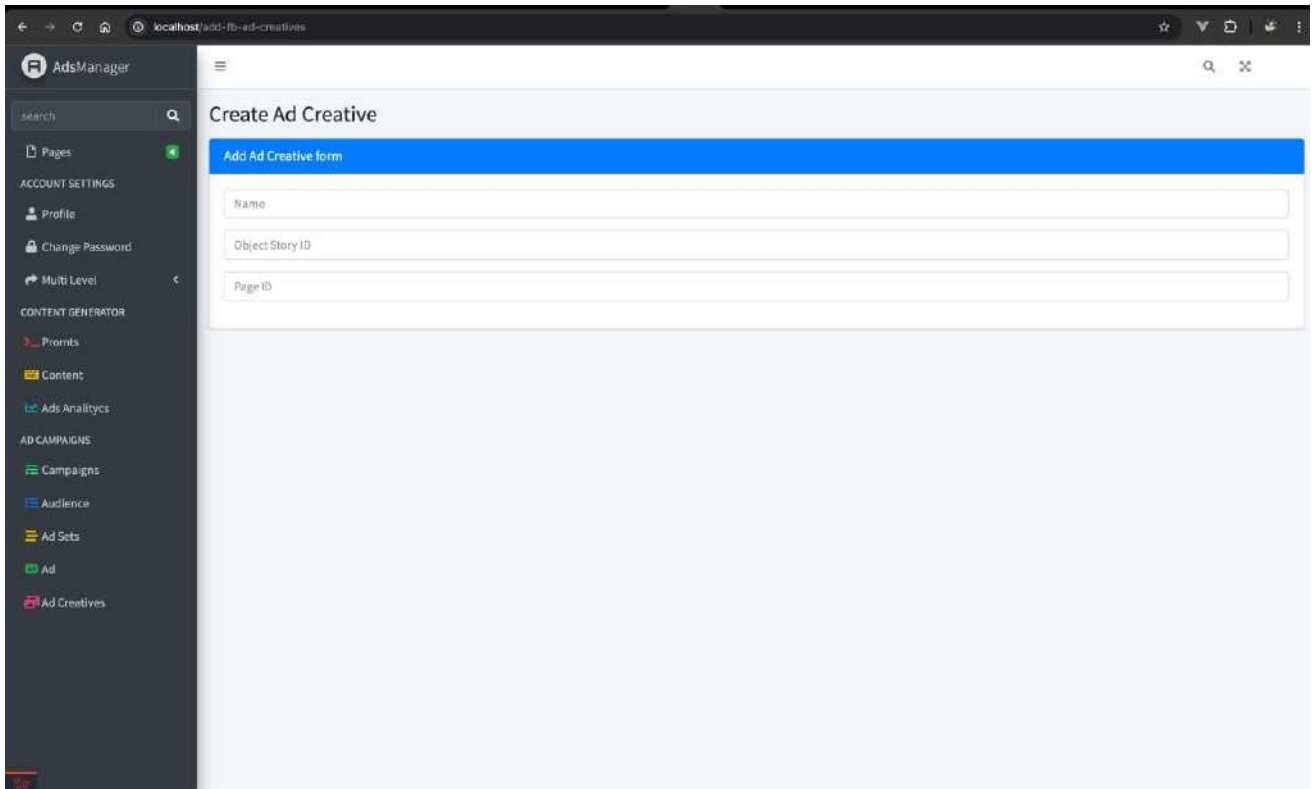 localhost/add-fb-ad-creatives
AdsManager
search
Pages
4
ACCOUNT SETTINGS
Profile
Change Password
Multi Level
CONTENT GENERATOR
Promts
Content
Ads Analitycs
AD CAMPAIGNS
Campaigns
Audience
Ad Sets
Ad
Ad Creatives
Create Ad Creative
Add Ad Creative form
Name
Object Story ID
Page ID